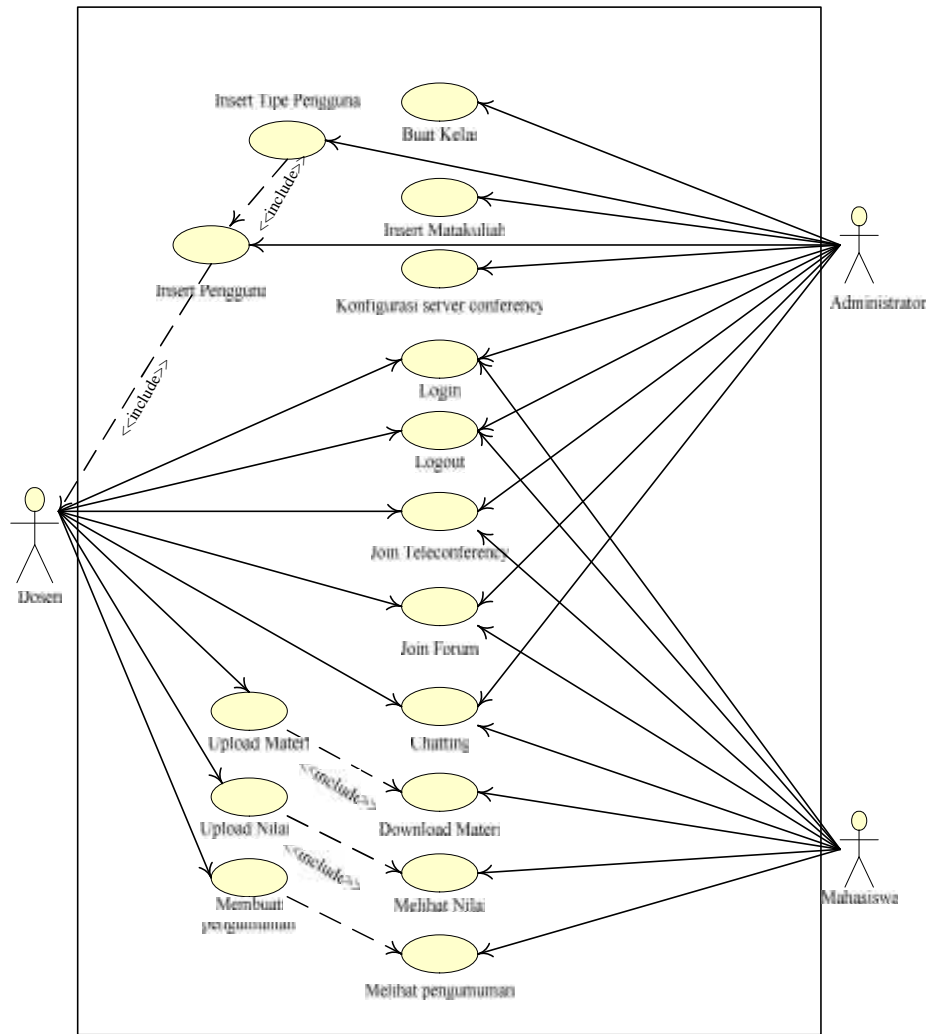 Insert Tipe Pengguna
Buat Kelas
<<include>>
Insert Matakuliah
Insert Pengguna
Konfigurasi server conferency
Administrator
<<include>>
Login
Logout
Join Teleconferency
Dosen
Join Forum
Upload Materi
Chatting
<<include>>
Upload Nilai
Download Materi
<<include>>
Membuat
pengumuman
Melihat Nilai
Mahasiswa
Melihat pengumuman